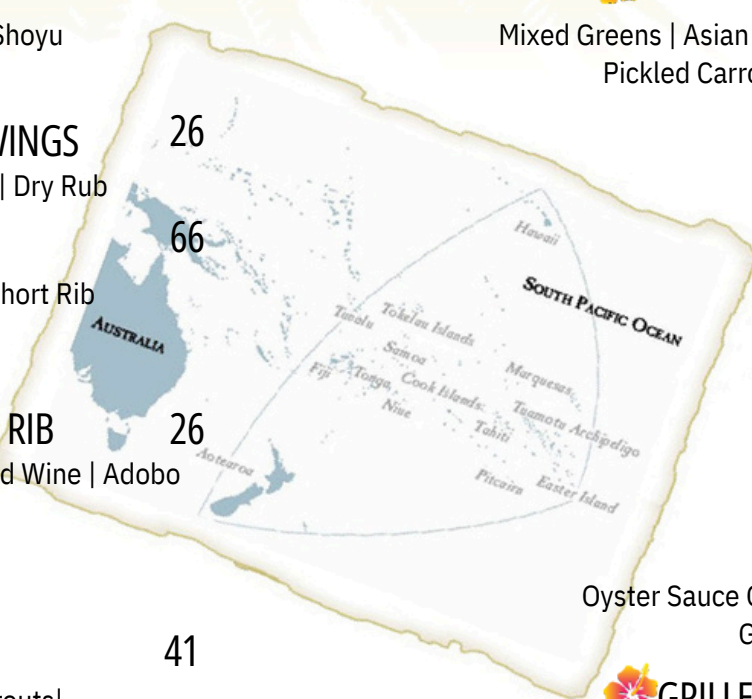 Shoyu
26
WINGS
| Dry Rub
66
hort Rib
RIB 26
d Wine | Adobo
41
Mixed Greens | Asian
Pickled Carro
Hawaii
SOUTH PACIFIC OCEAN
AUSTRALIA
Tuvalu
Tokelau Islands
Samoa
Fiji
Tonga
Cook Islands
Niue
Marquesas
Tuamotu Archipeligo
Tahiti
Pitcairn
Easter Island
Aotearoa
Oyster Sauce
G
GRILLE